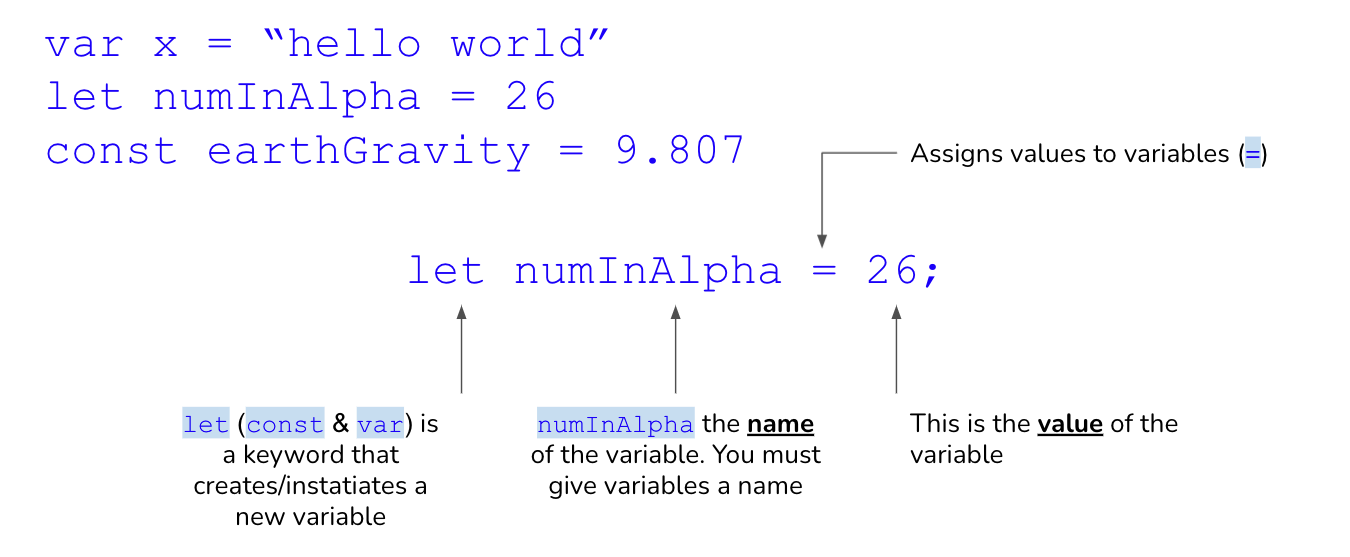 var x = “hello world”
let numInAlpha = 26
const earthGravity = 9.807
Assigns values to variables (=)
let numInAlpha = 26;
let (const & var) is
a keyword that
creates/instatiates a
new variable
numInAlpha the name
of the variable. You must
give variables a name
This is the value of the
variable